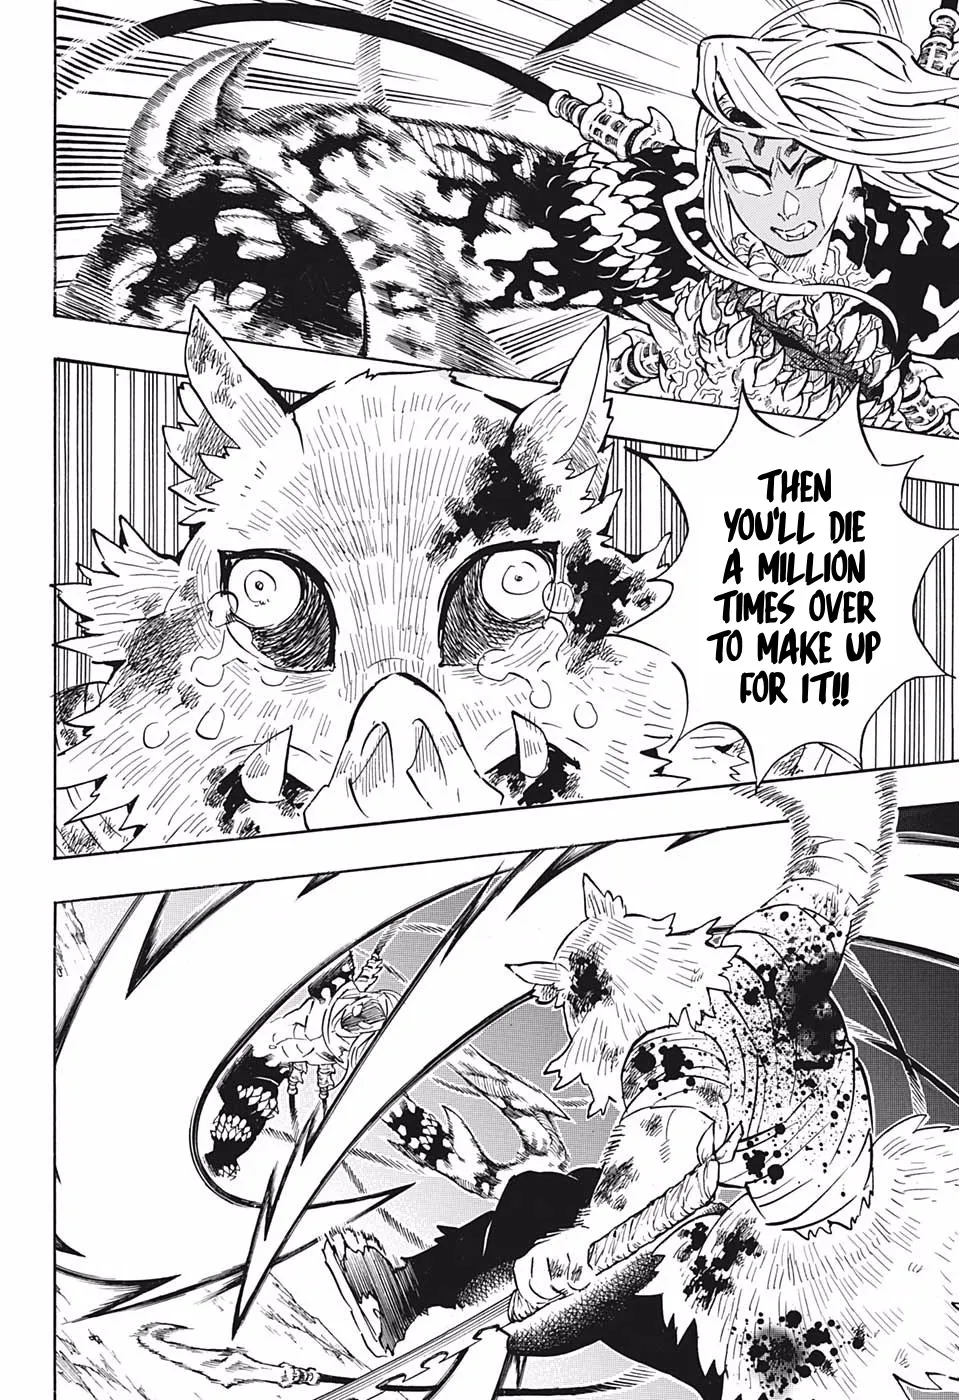 THEN
YOU'LL DIE
A MILLION
TIMES OVER
TO MAKE UP
FOR IT!!